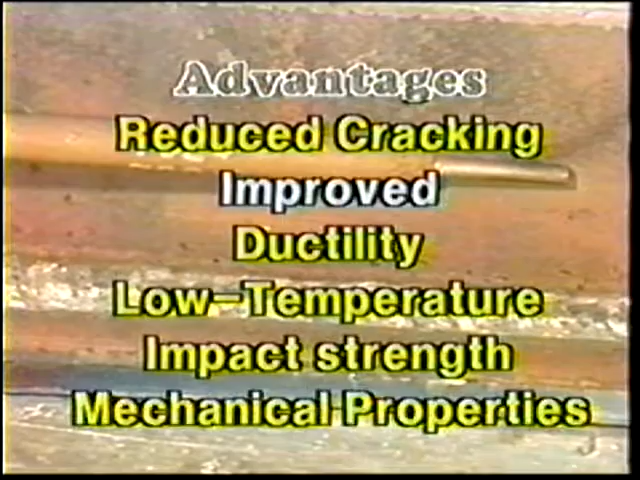 Advantages
Reduced Cracking
Improved
Ductility
Low-Temperature
Impact strength
Mechanical Properties